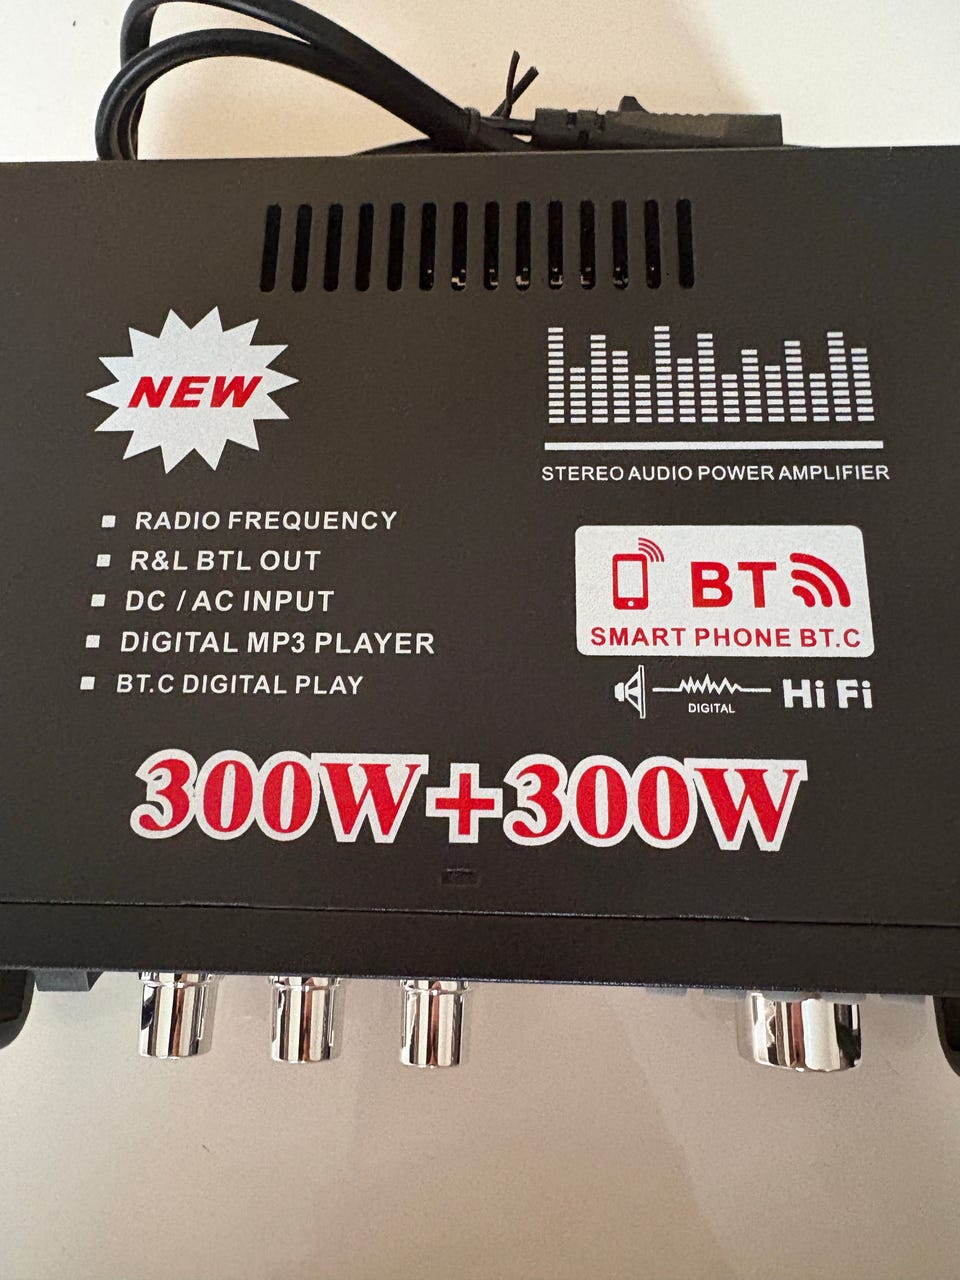 NEW
STEREO AUDIO POWER AMPLIFIER
RADIO FREQUENCY
R&L BTL OUT
DC / AC INPUT
DiGITAL MP3 PLAYER
BT.C DIGITAL PLAY
BT
SMART PHONE BT.C
DIGITAL
Hi Fi
300W+300W